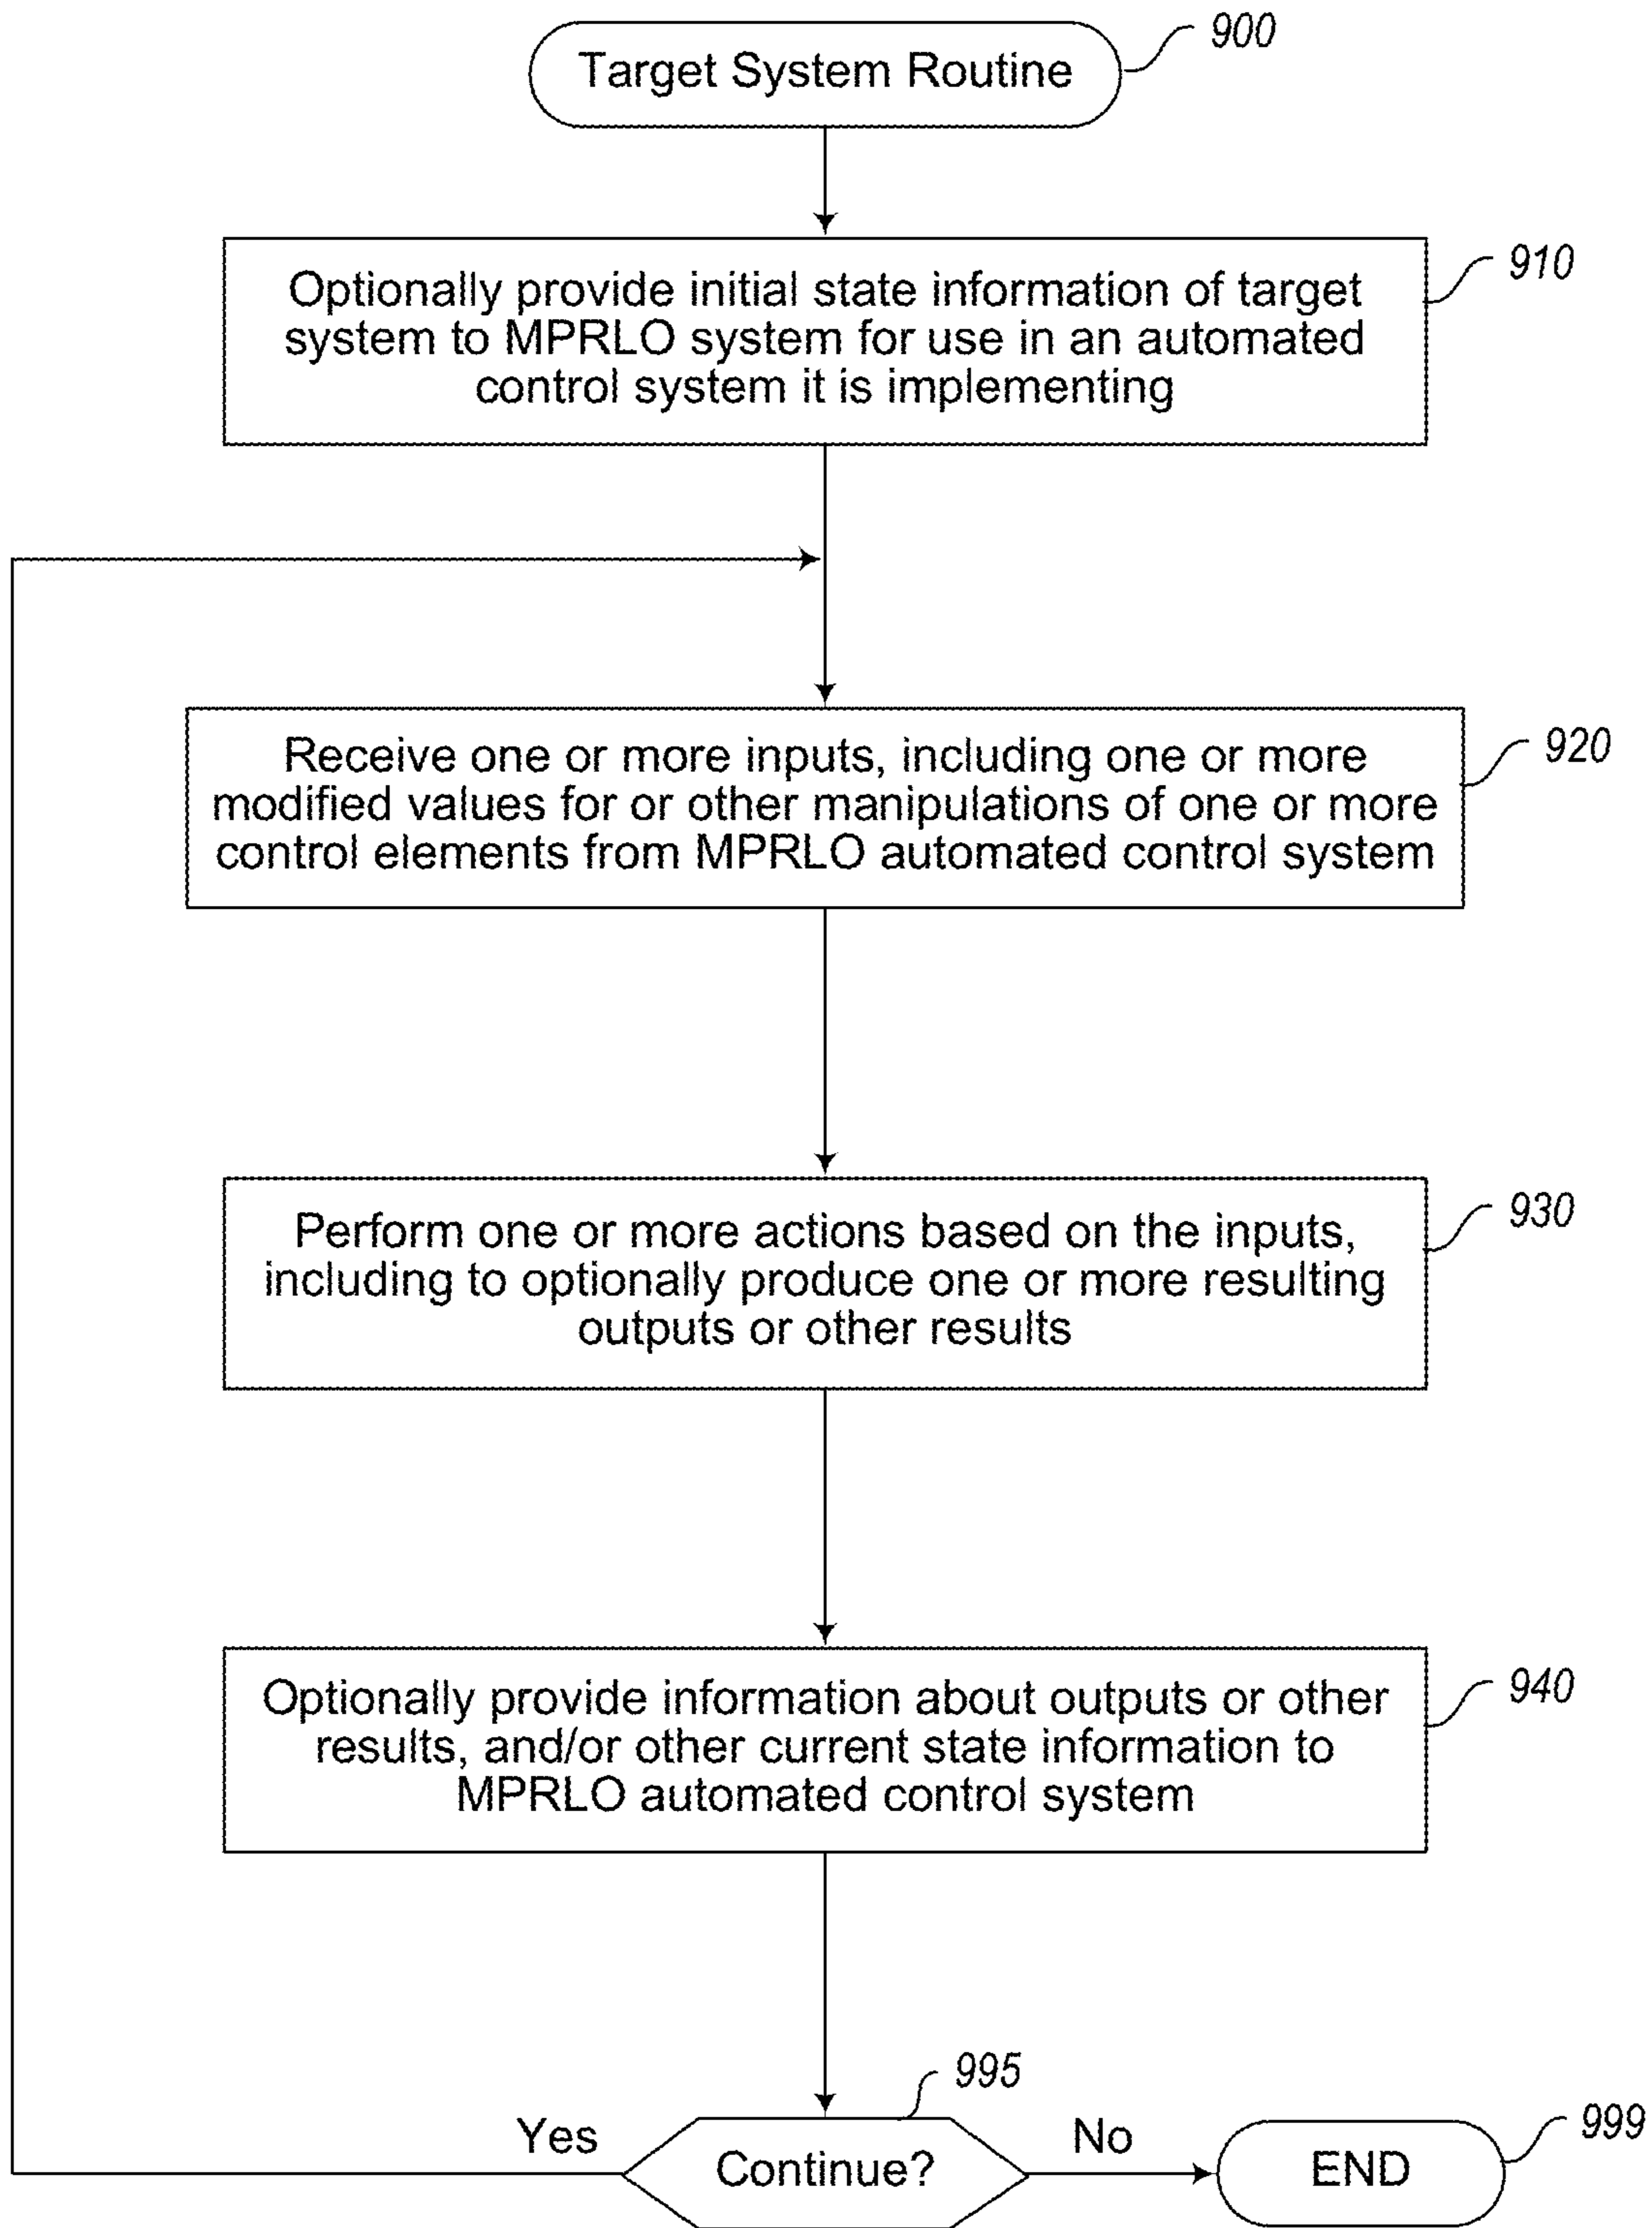 900
Target System Routine
910
Optionally provide initial state information of target
system to MPRLO system for use in an automated
control system it is implementing
920
Receive one or more inputs, including one or more
modified values for or other manipulations of one or more
control elements from MPRLO automated control system
930
Perform one or more actions based on the inputs,
including to optionally produce one or more resulting
outputs or other results
940
Optionally provide information about outputs or other
results, and/or other current state information to
MPRLO automated control system
995
Yes
Continue?
No
999
END